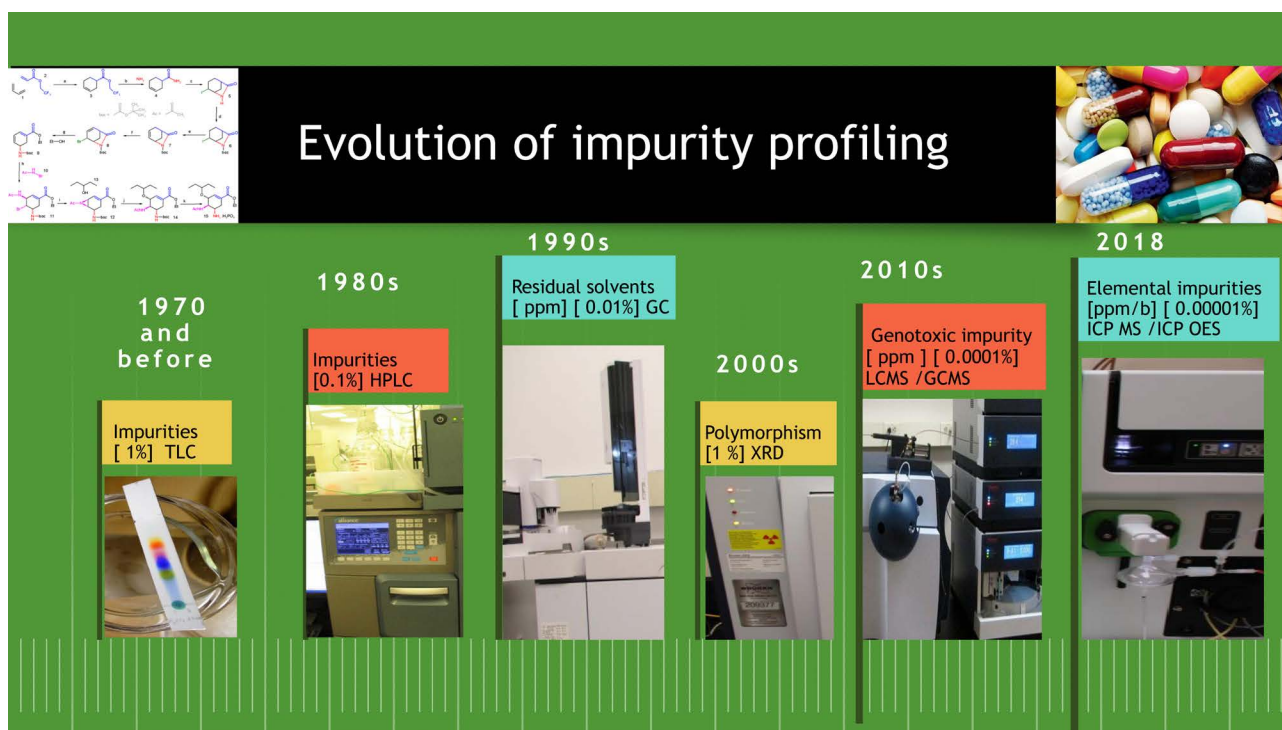 Evolution of impurity profiling
1970
and
before
Impurities
[ 1%] TLC
1980s
Impurities
[0.1%] HPLC
1990s
Residual solvents
[ ppm] [ 0.01%] GC
2000s
Polymorphism
[1 %] XRD
209377
2010s
Genotoxic impurity
[ ppm ] [ 0.0001%]
LCMS /GCMS
2018
Elemental impurities
[ppm/b] [ 0.00001%]
ICP MS /ICP OES